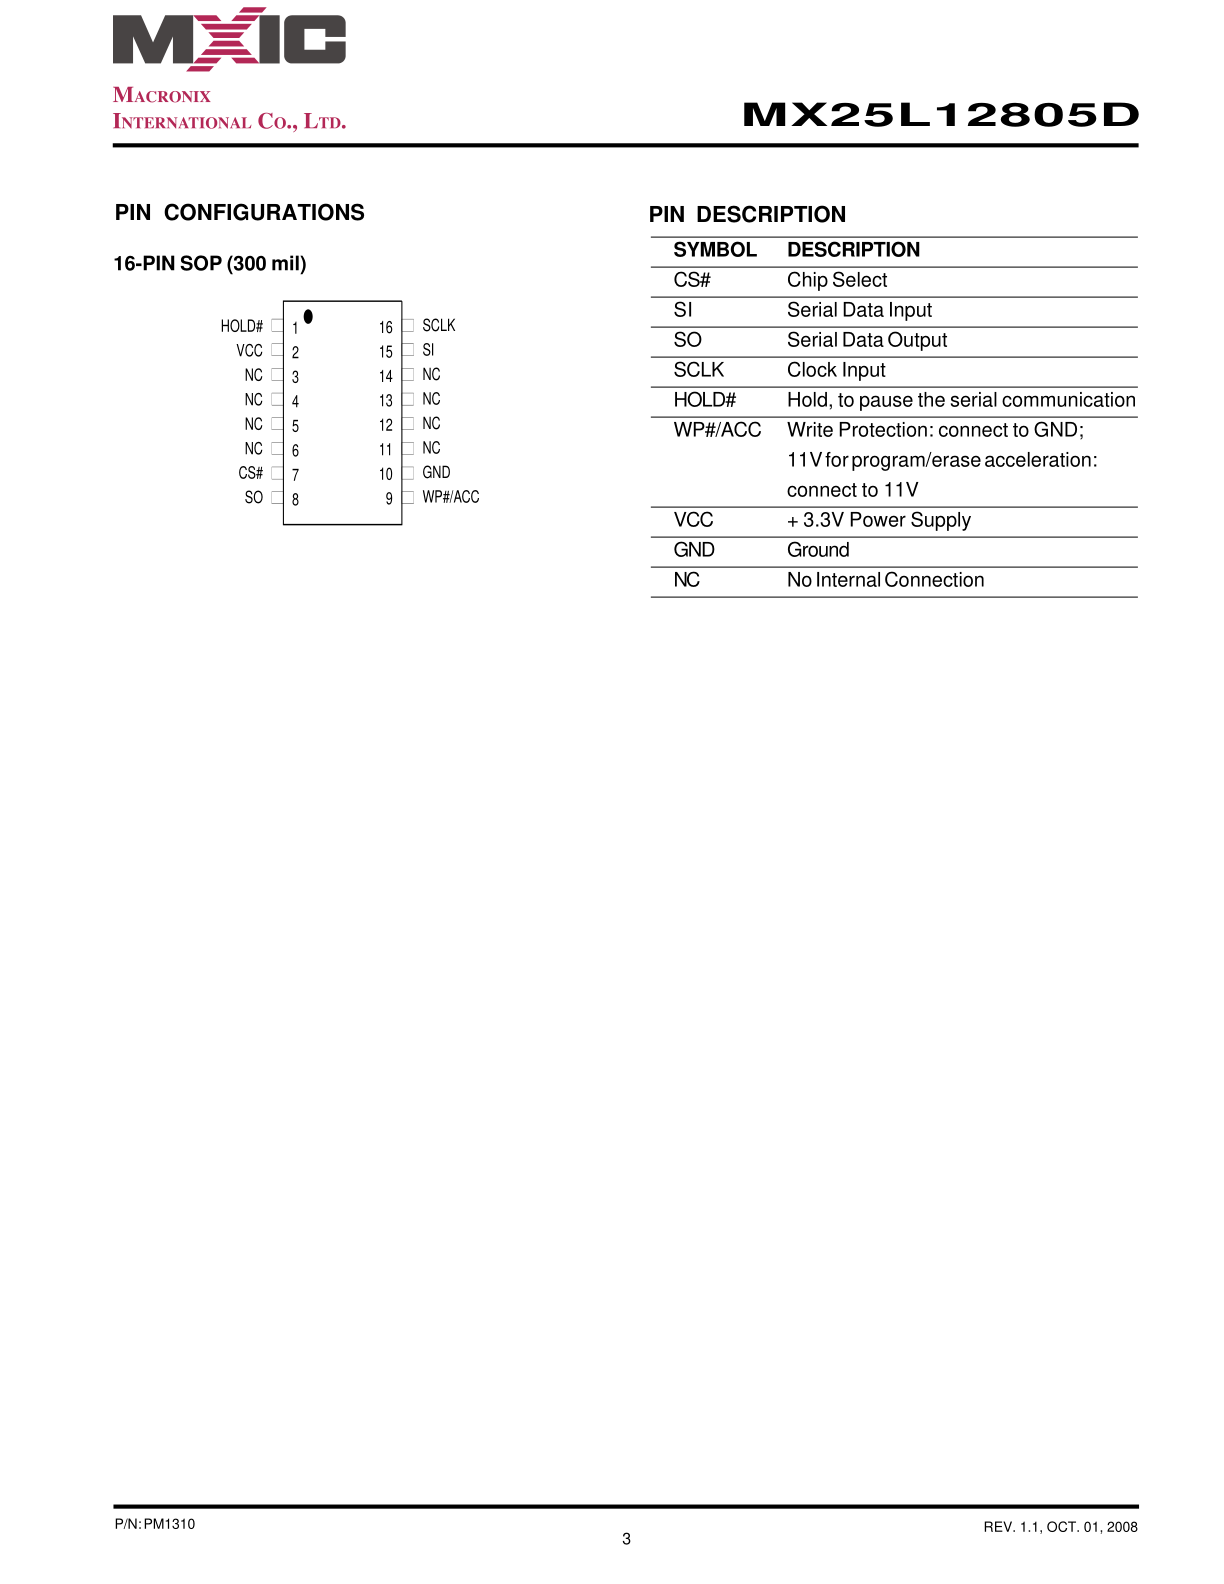 MXIC
MACRONIX
INTERNATIONAL CO., LTD.
MX25L12805D
PIN CONFIGURATIONS
16-PIN SOP (300 mil)
HOLD# 1 16 SCLK
VCC 2 15 SI
NC 3 14 NC
NC 4 13 NC
NC 5 12 NC
NC 6 11 NC
CS# 7 10 GND
SO 8 9 WP#/ACC
PIN DESCRIPTION
SYMBOL DESCRIPTION
CS# Chip Select
SI Serial Data Input
SO Serial Data Output
SCLK Clock Input
HOLD# Hold, to pause the serial communication
WP#/ACC Write Protection: connect to GND;
11V for program/erase acceleration:
connect to 11V
VCC + 3.3V Power Supply
GND Ground
NC No Internal Connection
P/N: PM1310
3
REV. 1.1, OCT. 01, 2008